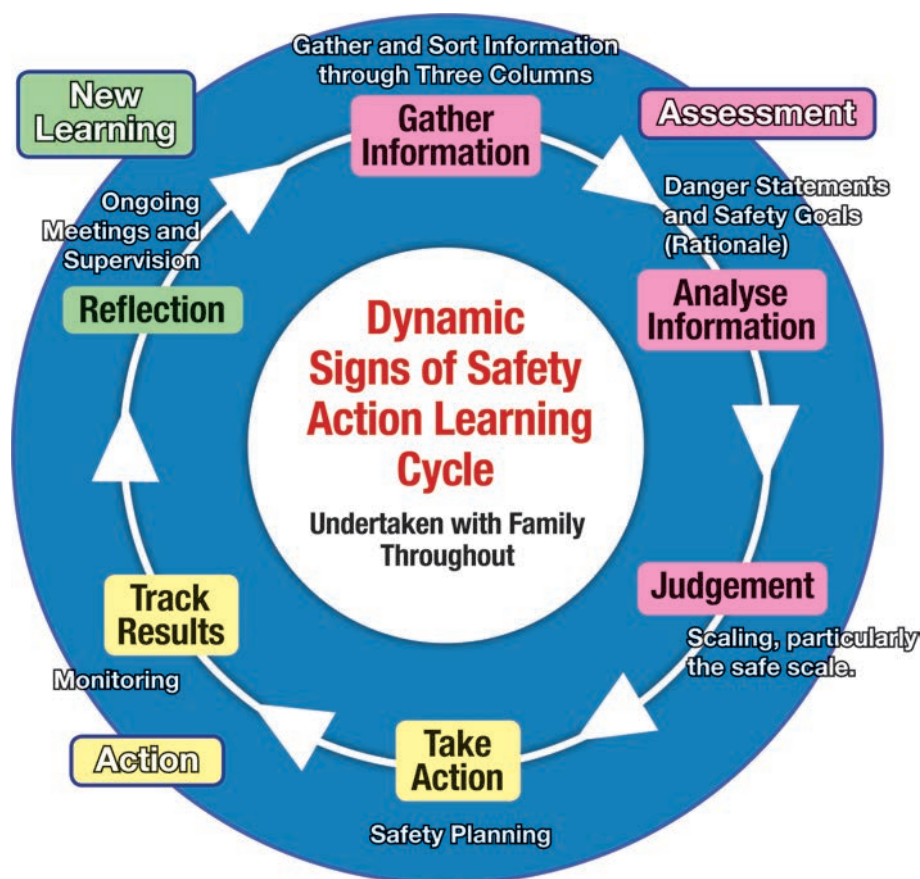 Gather and Sort Information
through Three Columns
Gather
Information
New
Learning
Assessment
Danger Statements
and Safety Goals
(Rationale)
Analyse
Information
Ongoing
Meetings and
Supervision
Reflection
Dynamic
Signs of Safety
Action Learning
Cycle
Undertaken with Family
Throughout
Judgement
Scaling, particularly
the safe scale.
Track
Results
Monitoring
Action
Take
Action
Safety Planning